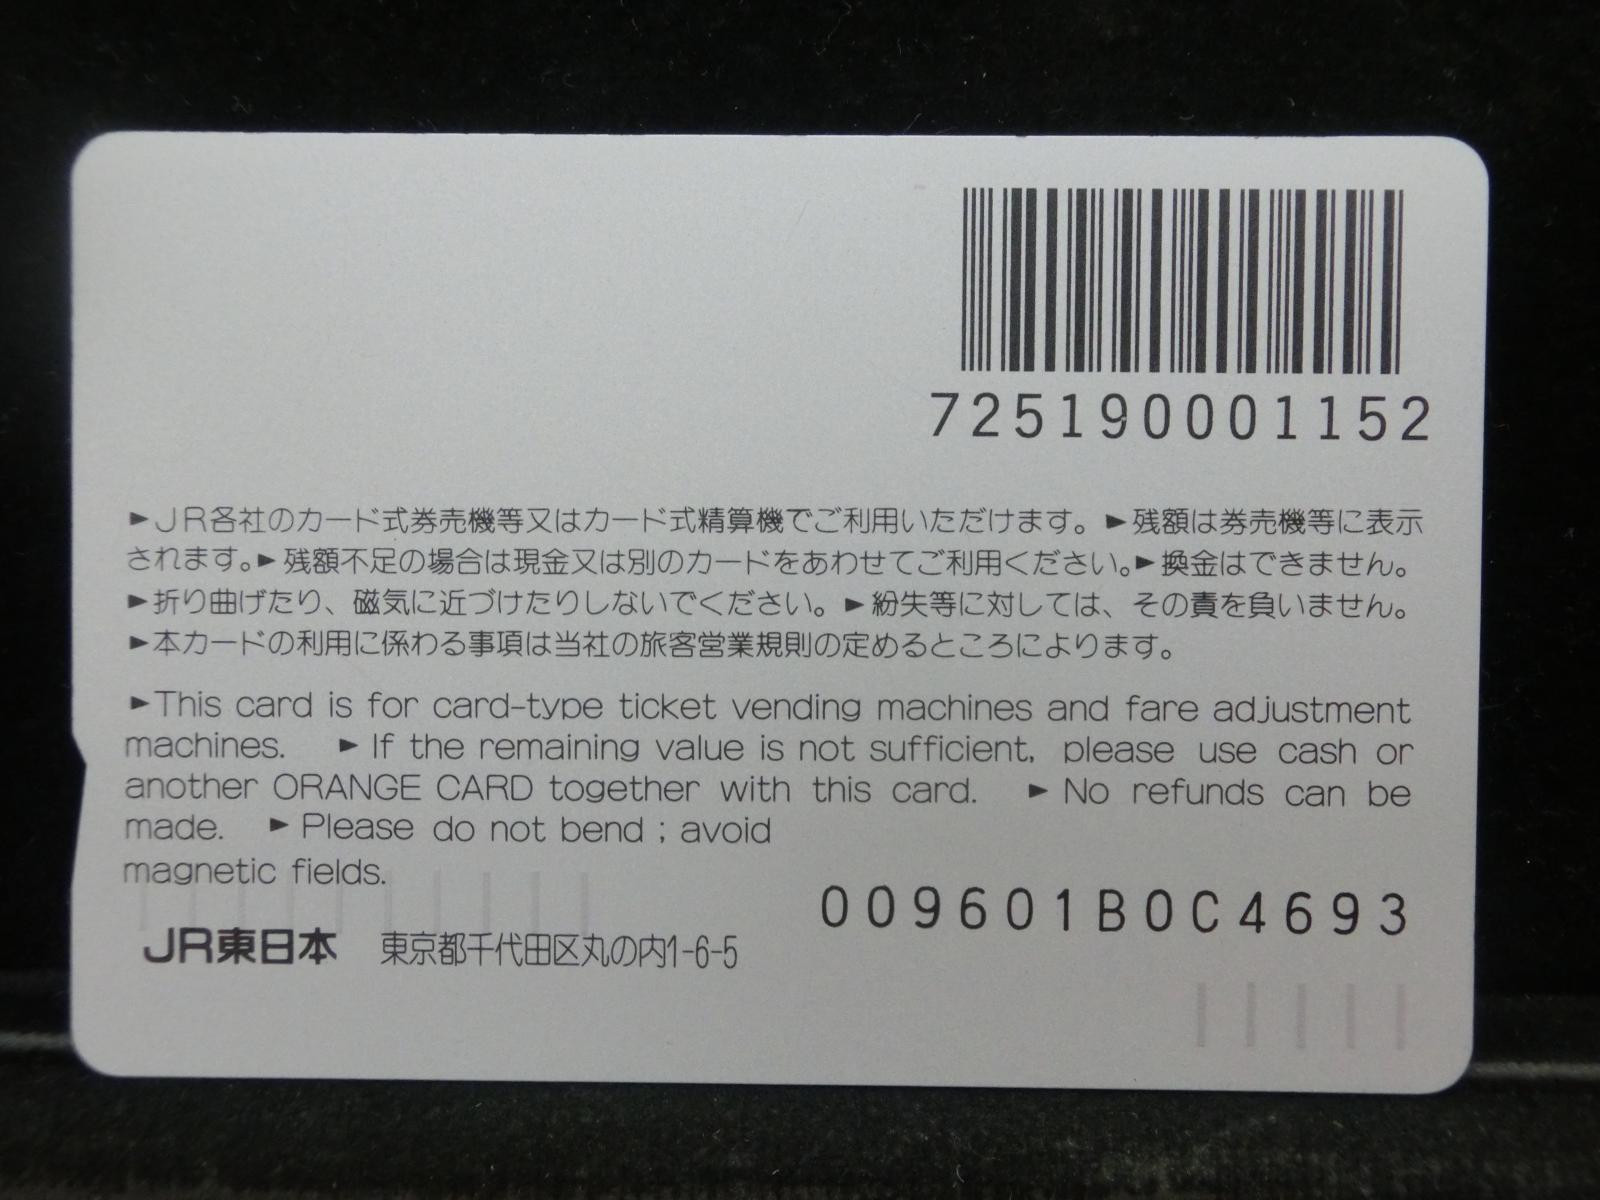 725190001152
►JR各社のカード式券売機等又はカード式精算機でご利用いただけます。►残額は券売機等に表示
されます。►残額不足の場合は現金又は別のカードをあわせてご利用ください。►換金はできません。
►折り曲げたり、磁気に近づけたりしないでください。►紛失等に対しては、その責を負いません。
►本カードの利用に係わる事項は当社の旅客営業規則の定めるところによります。
►This card is for card-type ticket vending machines and fare adjustment
machines. ►If the remaining value is not sufficient, please use cash or
another ORANGE CARD together with this card. ►No refunds can be
made. ►Please do not bend ; avoid
magnetic fields.
009601B0C4693
JR東日本 東京都千代田区丸の内1-6-5